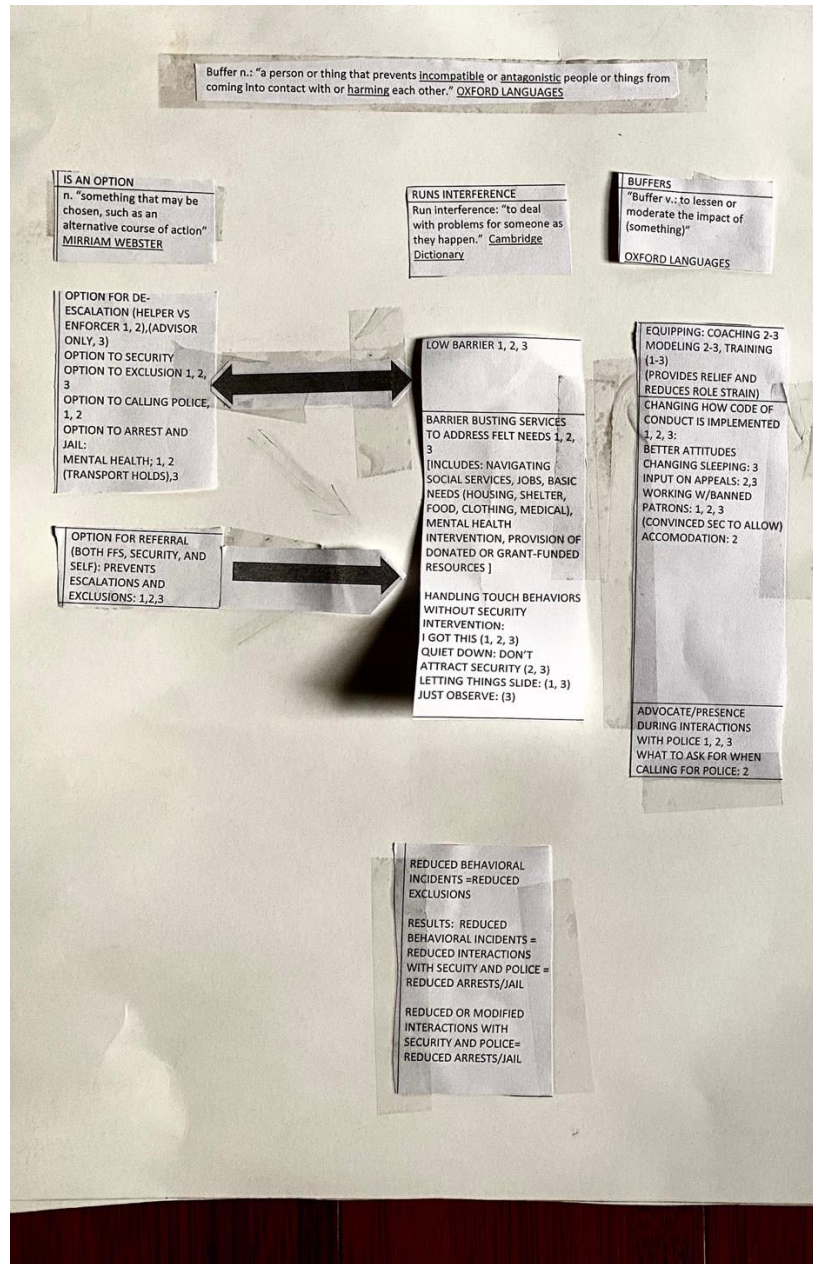 Buffer n.: "a person or thing that prevents incompatible or antagonistic people or things from
coming into contact with or harming each other." OXFORD LANGUAGES
IS AN OPTION
n. "something that may be
chosen, such as an
alternative course of action"
MIRRIAM WEBSTER
OPTION FOR DE-
ESCALATION (HELPER VS
ENFORCER 1, 2),(ADVISOR
ONLY, 3)
OPTION TO SECURITY
OPTION TO EXCLUSION 1, 2,
3
OPTION TO CALLING POLICE,
1, 2
OPTION TO ARREST AND
JAIL:
MENTAL HEALTH; 1, 2
(TRANSPORT HOLDS),3
OPTION FOR REFERRAL
(BOTH FFS, SECURITY, AND
SELF): PREVENTS
ESCALATIONS AND
EXCLUSIONS: 1,2,3
RUNS INTERFERENCE
Run interference: "to deal
with problems for someone as
they happen." Cambridge
Dictionary
LOW BARRIER 1, 2, 3
BARRIER BUSTING SERVICES
TO ADDRESS FELT NEEDS 1, 2,
3
[INCLUDES: NAVIGATING
SOCIAL SERVICES, JOBS, BASIC
NEEDS (HOUSING, SHELTER,
FOOD, CLOTHING, MEDICAL),
MENTAL HEALTH
INTERVENTION, PROVISION OF
DONATED OR GRANT-FUNDED
RESOURCES ]
HANDLING TOUCH BEHAVIORS
WITHOUT SECURITY
INTERVENTION:
I GOT THIS (1, 2, 3)
QUIET DOWN: DON'T
ATTRACT SECURITY (2, 3)
LETTING THINGS SLIDE: (1, 3)
JUST OBSERVE: (3)
BUFFERS
"Buffer v.: to lessen or
moderate the impact of
(something)"
OXFORD LANGUAGES
EQUIPPING: COACHING 2-3
MODELING 2-3, TRAINING
(1-3)
(PROVIDES RELIEF AND
REDUCES ROLE STRAIN)
CHANGING HOW CODE OF
CONDUCT IS IMPLEMENTED
1, 2, 3:
BETTER ATTITUDES
CHANGING SLEEPING: 3
INPUT ON APPEALS: 2,3
WORKING W/BANNED
PATRONS: 1, 2, 3
(CONVINCED SEC TO ALLOW)
ACCOMODATION: 2
ADVOCATE/PRESENCE
DURING INTERACTIONS
WITH POLICE 1, 2, 3
WHAT TO ASK FOR WHEN
CALLING FOR POLICE: 2
REDUCED BEHAVIORAL
INCIDENTS =REDUCED
EXCLUSIONS
RESULTS: REDUCED
BEHAVIORAL INCIDENTS =
REDUCED INTERACTIONS
WITH SECUITY AND POLICE =
REDUCED ARRESTS/JAIL
REDUCED OR MODIFIED
INTERACTIONS WITH
SECURITY AND POLICE=
REDUCED ARRESTS/JAIL